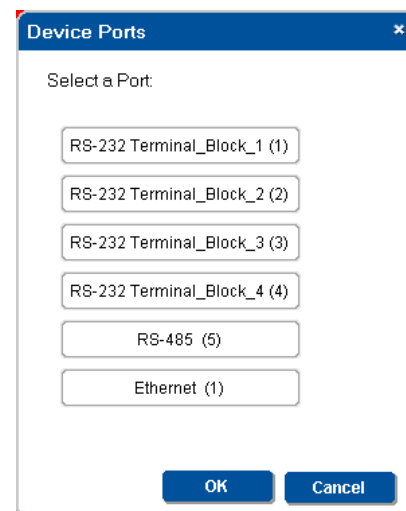 Device Ports ×
Select a Port:
RS-232 Terminal_Block_1 (1)
RS-232 Terminal_Block_2 (2)
RS-232 Terminal_Block_3 (3)
RS-232 Terminal_Block_4 (4)
RS-485 (5)
Ethernet (1)
OK Cancel